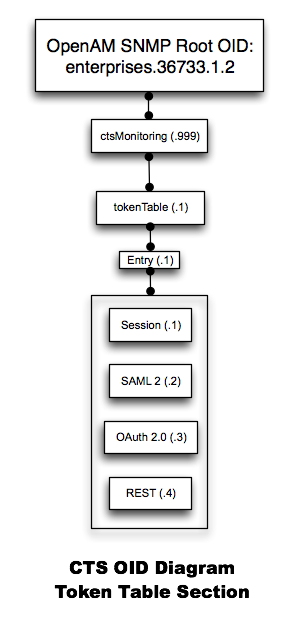 OpenAM SNMP Root OID:
enterprises.36733.1.2
ctsMonitoring (.999)
tokenTable (.1)
Entry (.1)
Session (.1)
SAML 2 (.2)
OAuth 2.0 (.3)
REST (.4)
CTS OID Diagram
Token Table Section